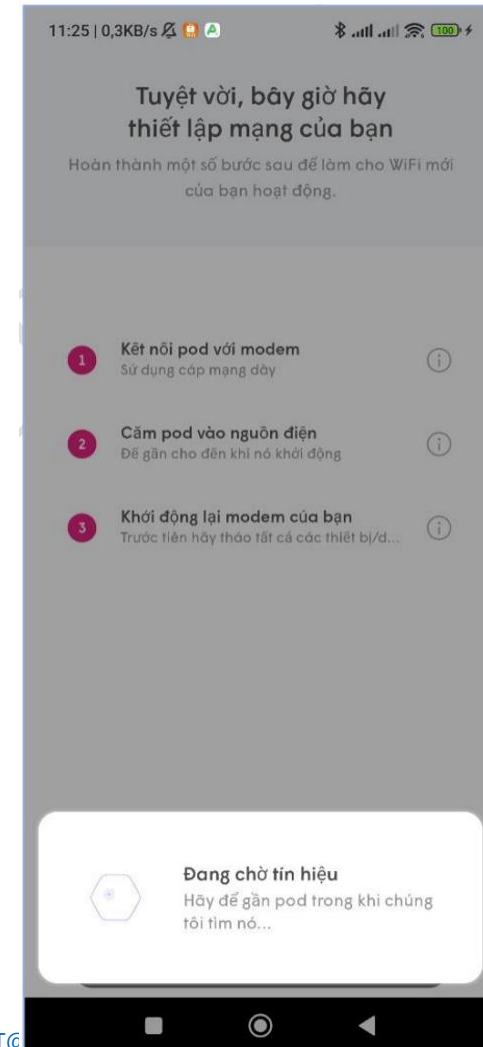 11:25 | 0,3KB/s
100
Tuyệt vời, bây giờ hãy
thiết lập mạng của bạn
Hoàn thành một số bước sau để làm cho WiFi mới
của bạn hoạt động.
1
Kết nối pod với modem
Sử dụng cáp mạng dây
2
Cắm pod vào nguồn điện
Để gần cho đến khi nó khởi động
3
Khởi động lại modem của bạn
Trước tiên hãy tháo tất cả các thiết bị/d...
Đang chờ tín hiệu
Hãy để gần pod trong khi chúng
tôi tìm nó...